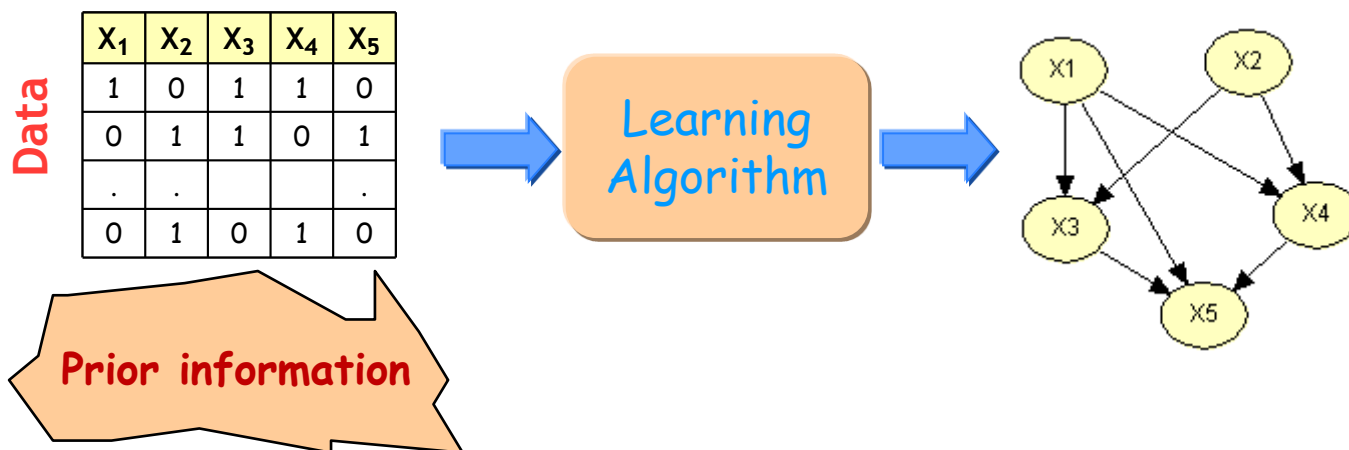 Data
X₁ X₂ X₃ X₄ X₅
1 0 1 1 0
0 1 1 0 1
. . .
0 1 0 1 0
Prior information
Learning
Algorithm
X1
X2
X3
X4
X5